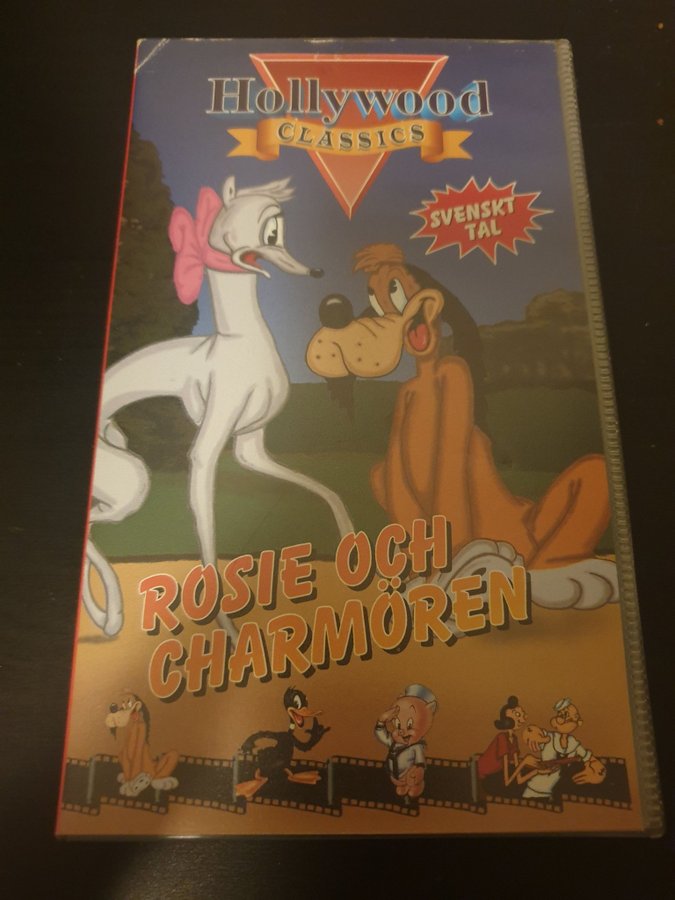 Hollywood
CLASSICS
SVENSKT
TAL
ROSIE OCH
CHARMÖREN